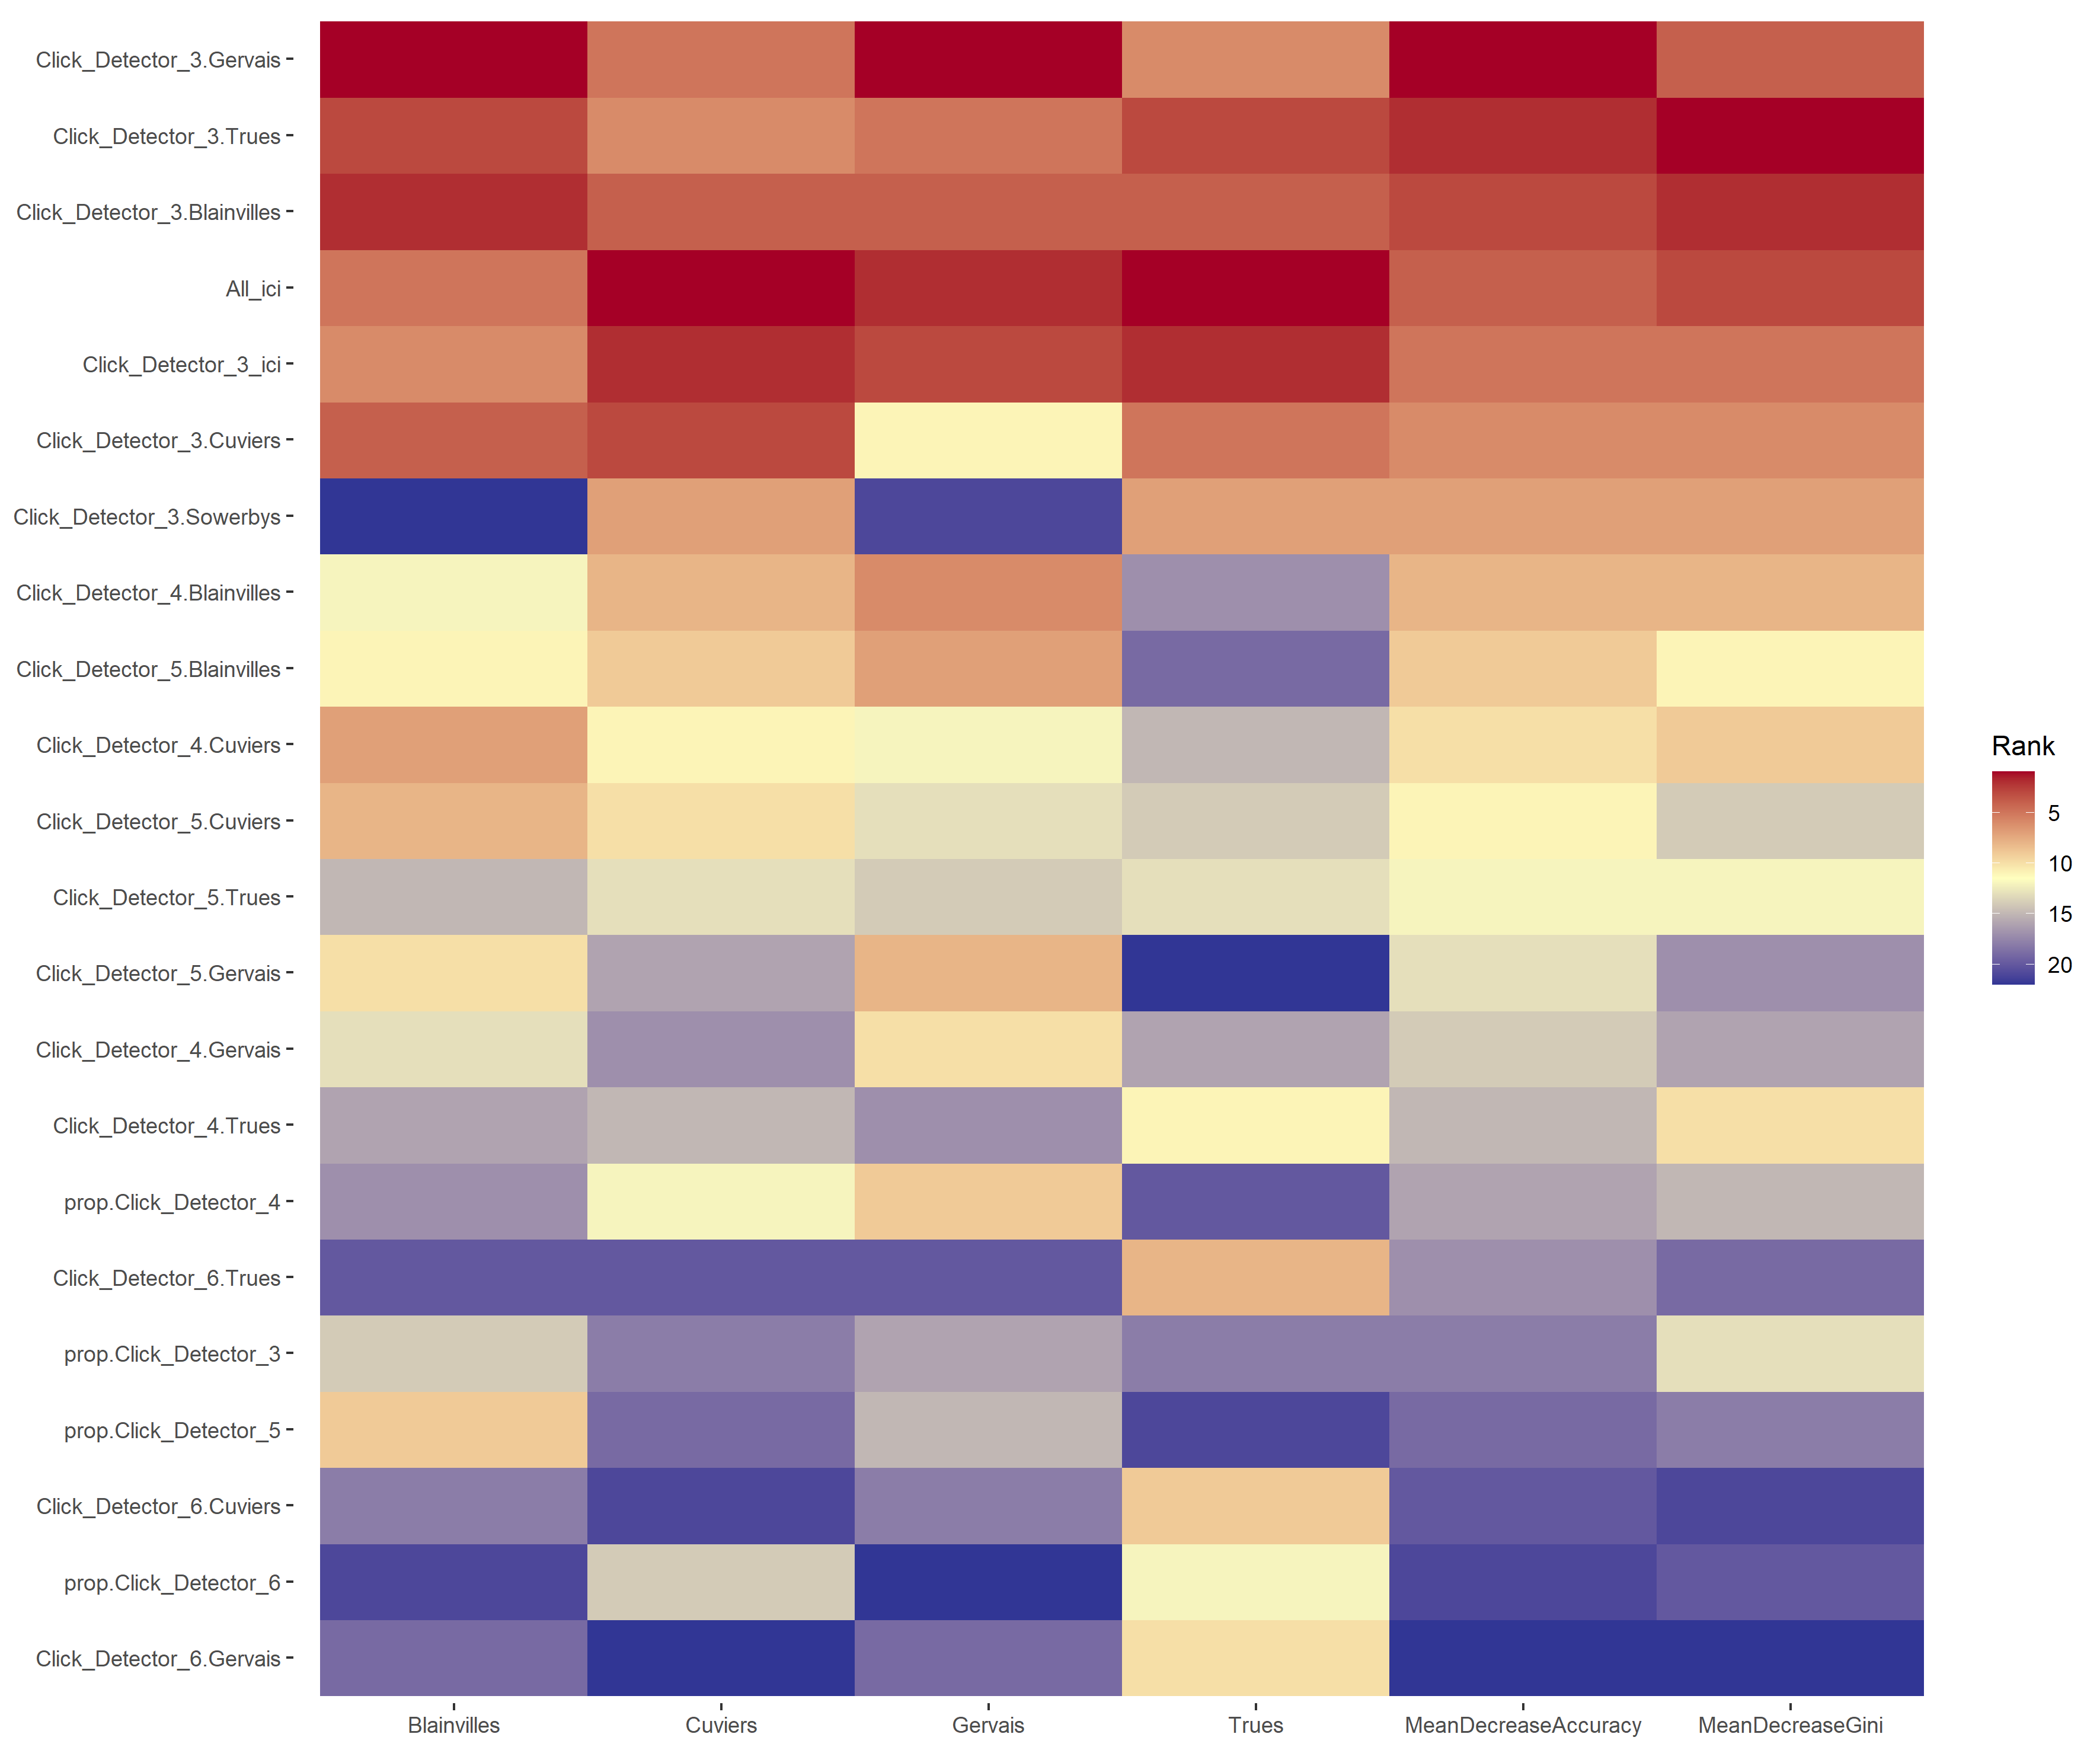 Click_Detector_3.Gervais
Click_Detector_3.Trues
Click_Detector_3.Blainvilles
All_ici
Click_Detector_3_ici
Click_Detector_3.Cuviers
Click_Detector_3.Sowerbys
Click_Detector_4.Blainvilles
Click_Detector_5.Blainvilles
Click_Detector_4.Cuviers
Click_Detector_5.Cuviers
Click_Detector_5.Trues
Click_Detector_5.Gervais
Click_Detector_4.Gervais
Click_Detector_4.Trues
prop.Click_Detector_4
Click_Detector_6.Trues
prop.Click_Detector_3
prop.Click_Detector_5
Click_Detector_6.Cuviers
prop.Click_Detector_6
Click_Detector_6.Gervais
Blainvilles Cuviers Gervais Trues MeanDecreaseAccuracy MeanDecreaseGini
Rank
5
10
15
20